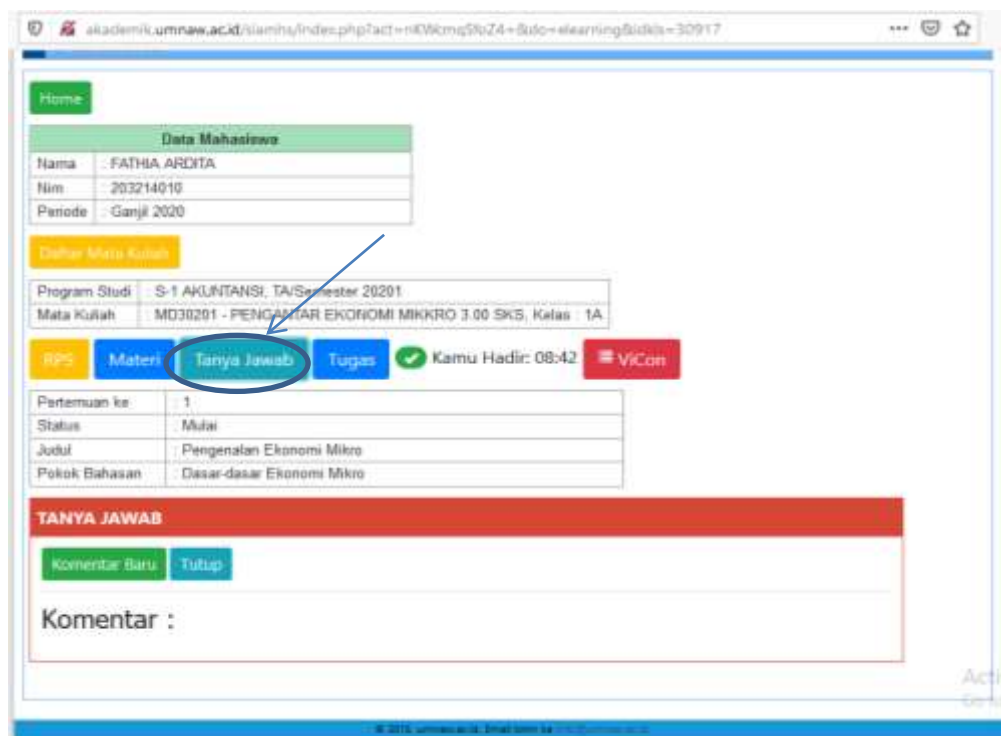 akademik.umnaw.ac.id/siamhs/index.php?act=
Home
Data Mahasiswa
Nama : FATHIA ARDITA
Nim : 203214010
Periode : Ganjil 2020
Daftar Mata Kuliah
Program Studi : S-1 AKUNTANSI, TA/Semester 20201
Mata Kuliah : MD30201 - PENGANTAR EKONOMI MIKKRO 3.00 SKS, Kelas : 1A
RPS Materi Tanya Jawab Tugas Kamu Hadir: 08:42 ViCon
Pertemuan ke : 1
Status : Mulai
Judul : Pengenalan Ekonomi Mikro
Pokok Bahasan : Dasar-dasar Ekonomi Mikro
TANYA JAWAB
Komentar Baru Tutup
Komentar :
Acti